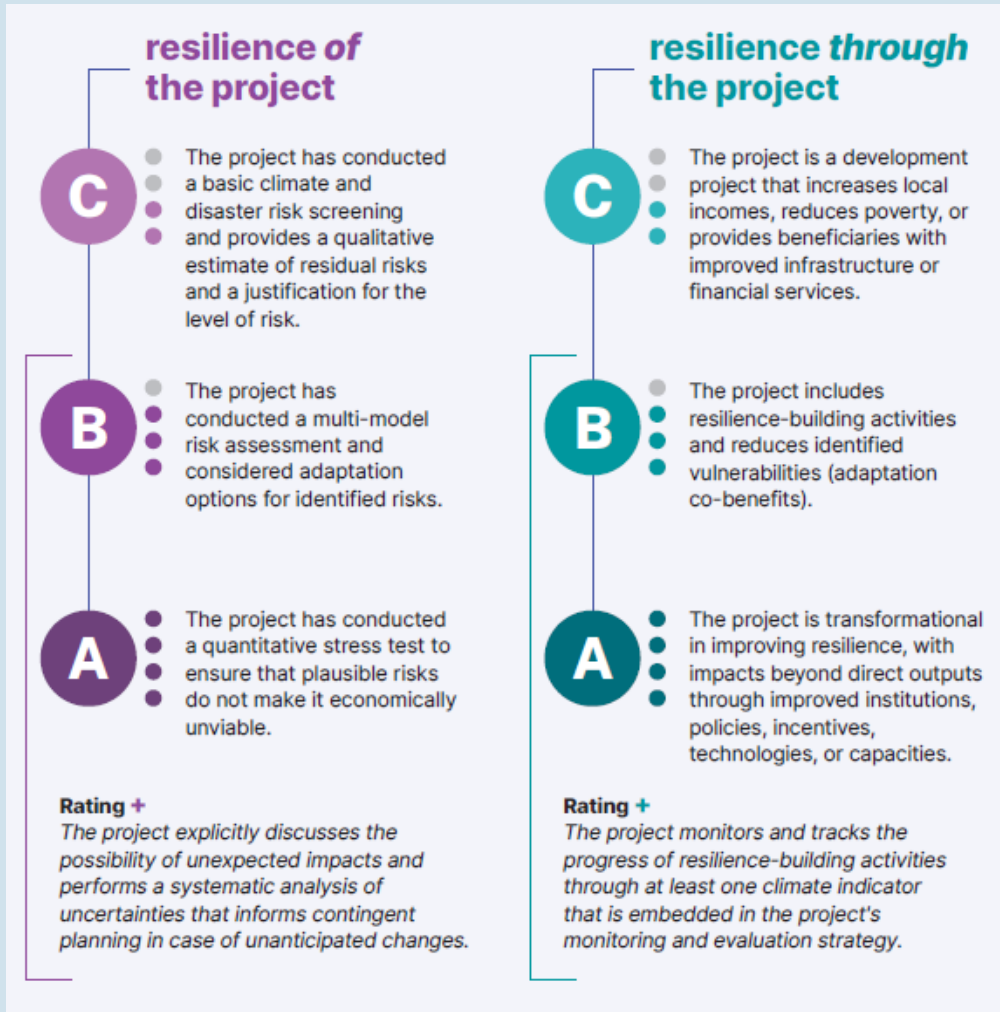 resilience of
the project
C
The project has conducted
a basic climate and
disaster risk screening
and provides a qualitative
estimate of residual risks
and a justification for the
level of risk.
B
The project has
conducted a multi-model
risk assessment and
considered adaptation
options for identified risks.
A
The project has conducted
a quantitative stress test to
ensure that plausible risks
do not make it economically
unviable.
Rating +
The project explicitly discusses the
possibility of unexpected impacts and
performs a systematic analysis of
uncertainties that informs contingent
planning in case of unanticipated changes.
resilience through
the project
C
The project is a development
project that increases local
incomes, reduces poverty, or
provides beneficiaries with
improved infrastructure or
financial services.
B
The project includes
resilience-building activities
and reduces identified
vulnerabilities (adaptation
co-benefits).
A
The project is transformational
in improving resilience, with
impacts beyond direct outputs
through improved institutions,
policies, incentives,
technologies, or capacities.
Rating +
The project monitors and tracks the
progress of resilience-building activities
through at least one climate indicator
that is embedded in the project's
monitoring and evaluation strategy.